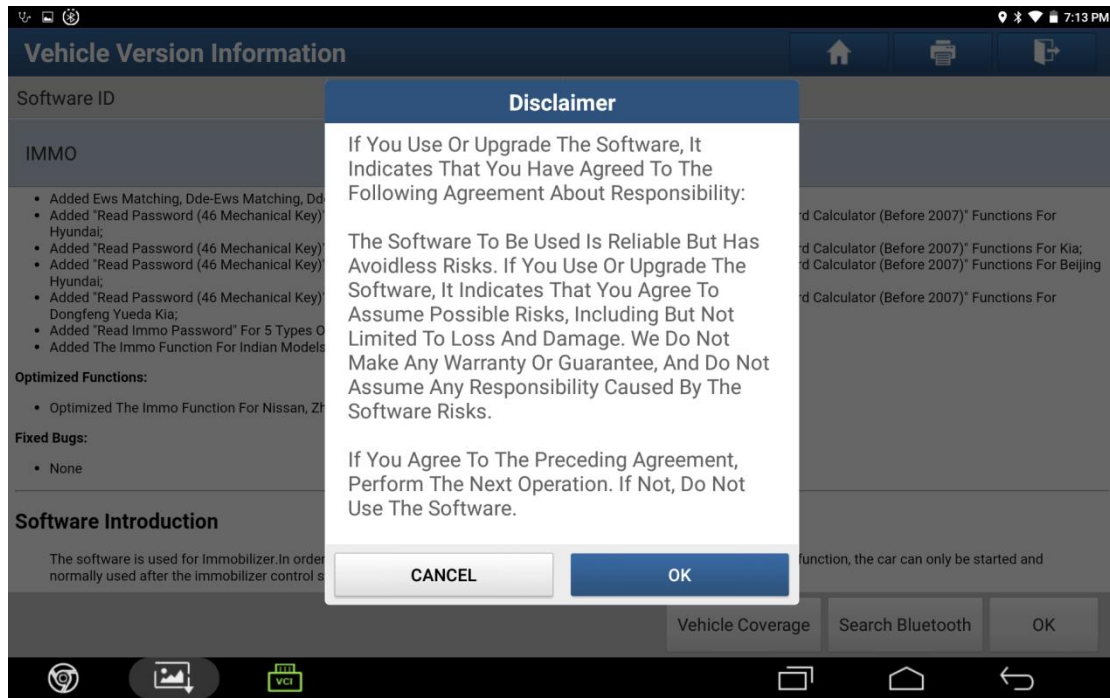 7:13 PM
Vehicle Version Information
Software ID
IMMO
Added Ews Matching, Dde-Ews Matching,
Added "Read Password (46 Mechanical Key)" Calculator (Before 2007)" Functions For
Hyundai;
Added "Read Password (46 Mechanical Key)" Calculator (Before 2007)" Functions For Kia;
Added "Read Password (46 Mechanical Key)" Calculator (Before 2007)" Functions For Beijing
Hyundai;
Added "Read Password (46 Mechanical Key)" Calculator (Before 2007)" Functions For
Dongfeng Yueda Kia;
Added "Read Immo Password" For 5 Types
Added The Immo Function For Indian Models
Optimized Functions:
Optimized The Immo Function For Nissan,
Fixed Bugs:
None
Software Introduction
The software is used for Immobilizer.In function, the car can only be started and
normally used after the immobilizer control
Disclaimer
If You Use Or Upgrade The Software, It
Indicates That You Have Agreed To The
Following Agreement About Responsibility:
The Software To Be Used Is Reliable But Has
Avoidless Risks. If You Use Or Upgrade The
Software, It Indicates That You Agree To
Assume Possible Risks, Including But Not
Limited To Loss And Damage. We Do Not
Make Any Warranty Or Guarantee, And Do Not
Assume Any Responsibility Caused By The
Software Risks.
If You Agree To The Preceding Agreement,
Perform The Next Operation. If Not, Do Not
Use The Software.
CANCEL
OK
Vehicle Coverage
Search Bluetooth
OK
VCI